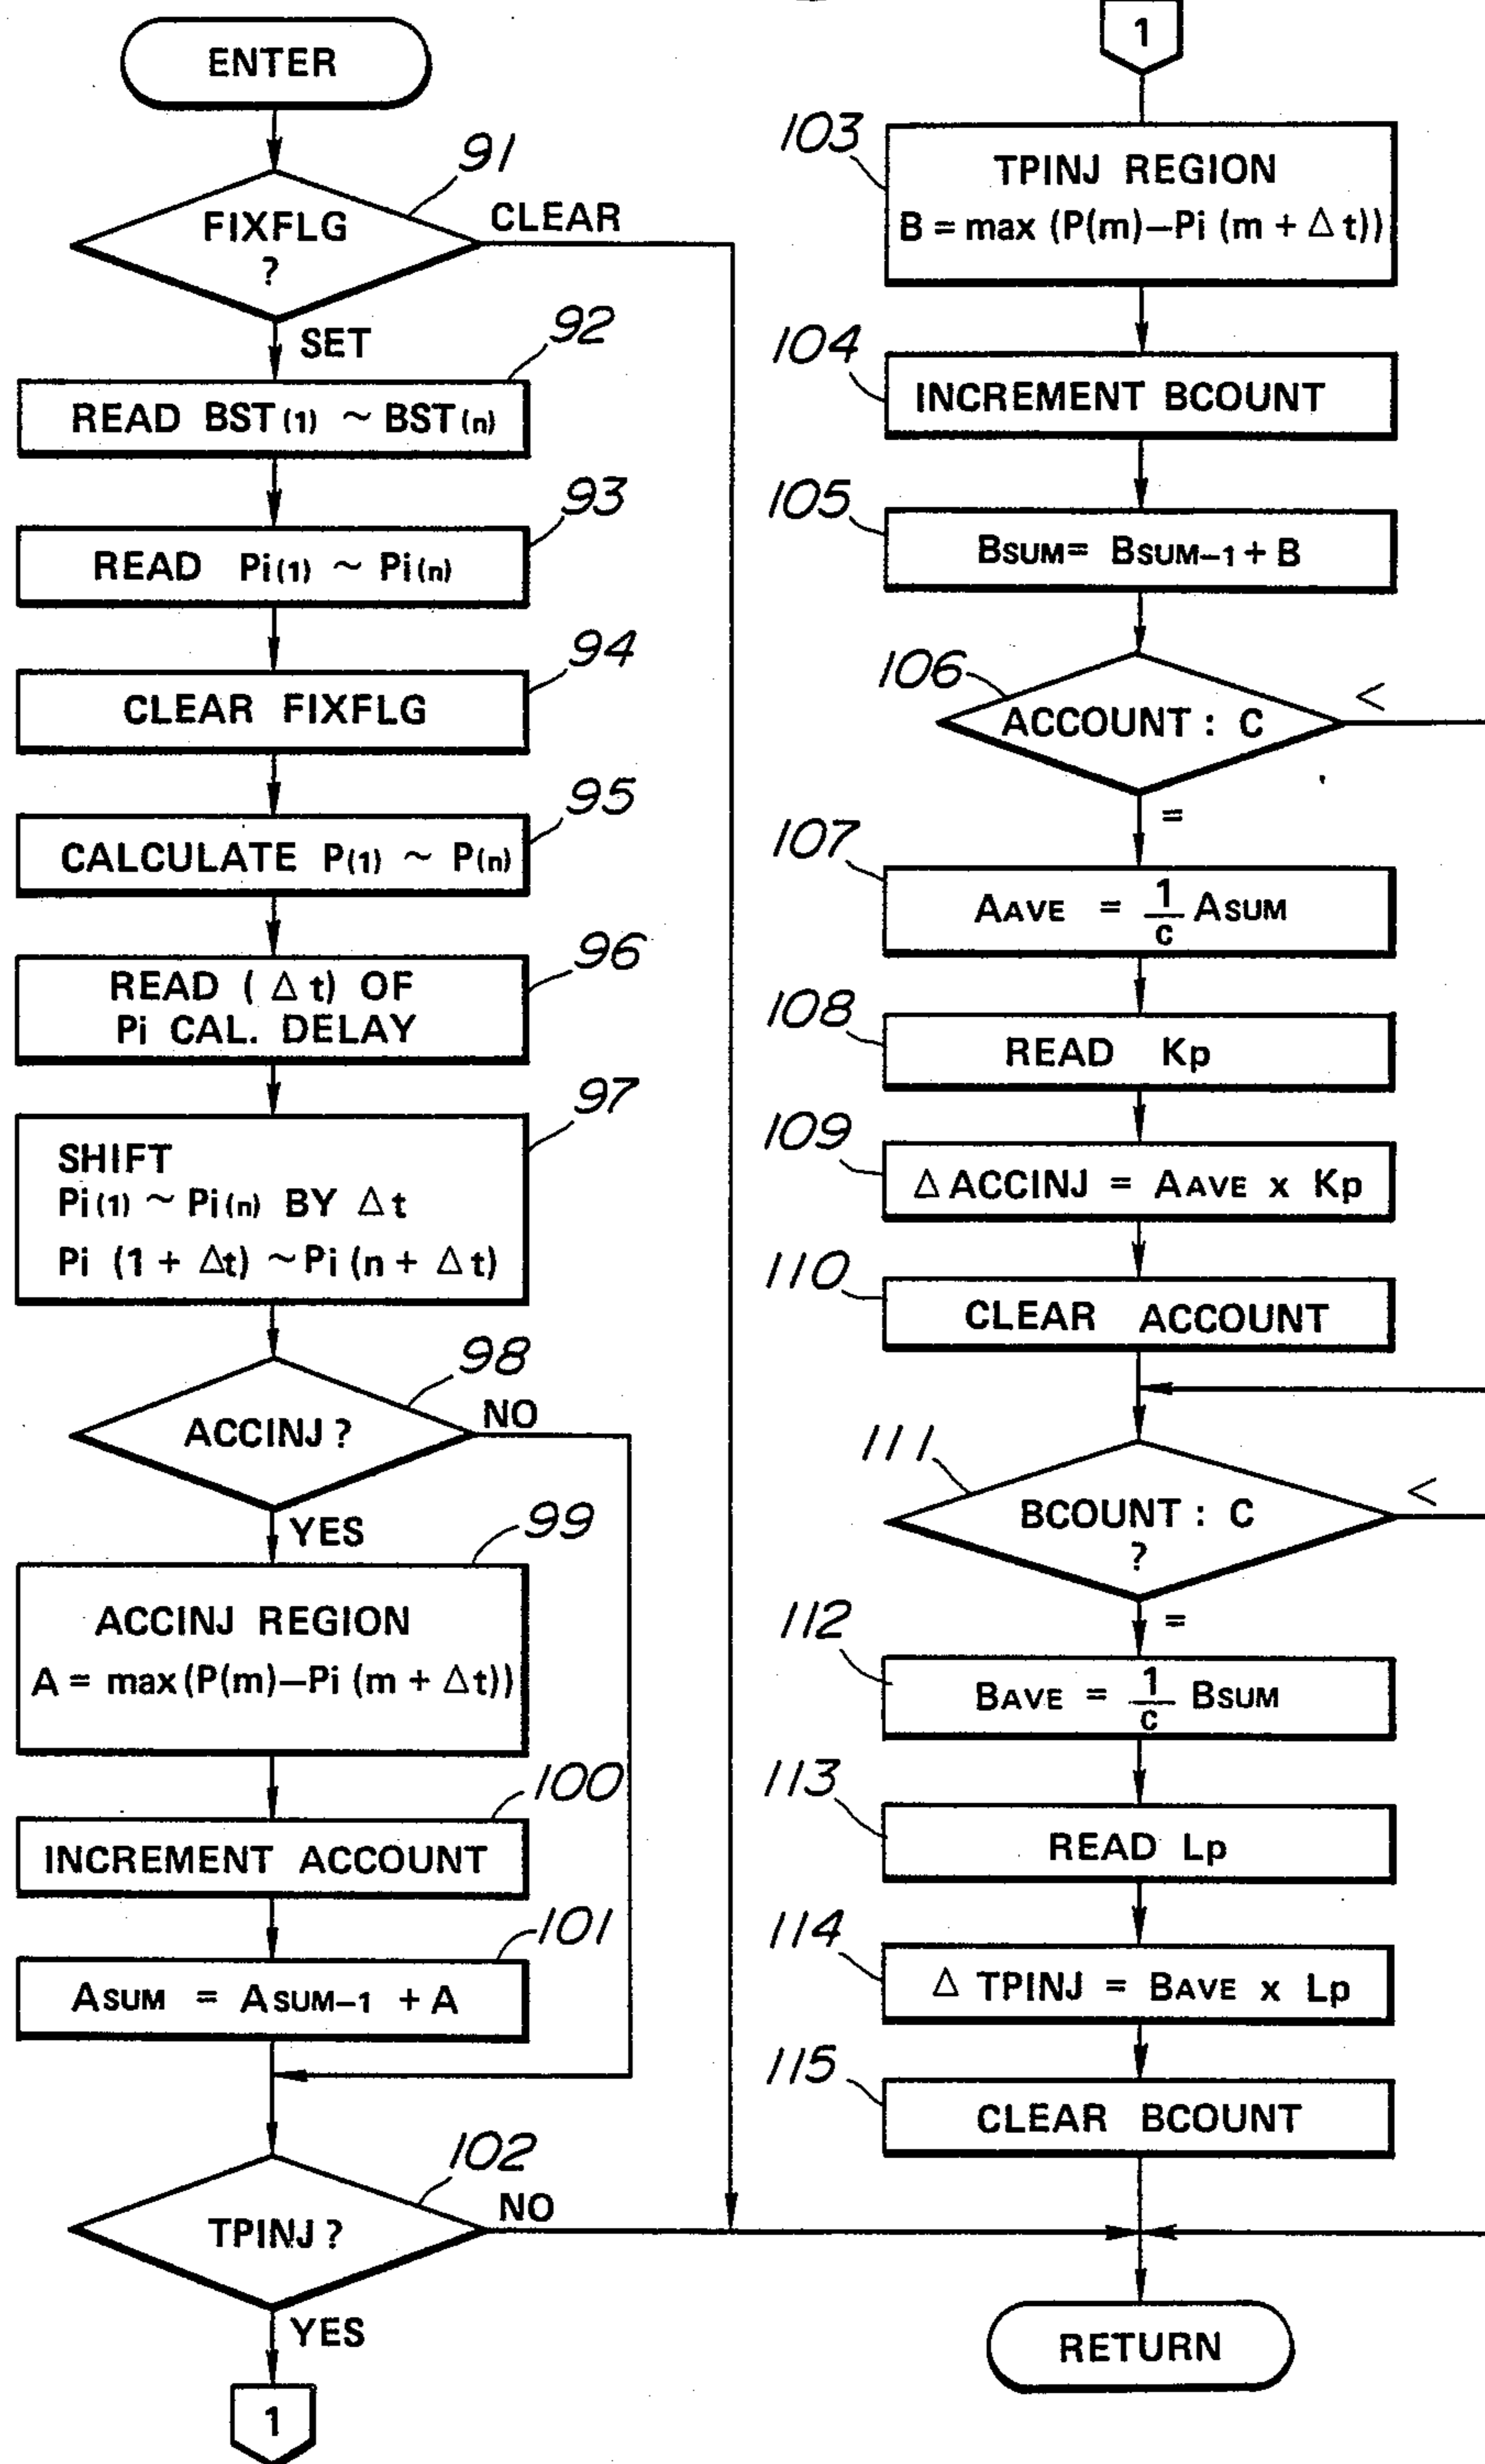 ENTER
91
FIXFLG
?
CLEAR
SET
92
READ BST(1) ~ BST(n)
93
READ Pi(1) ~ Pi(n)
94
CLEAR FIXFLG
95
CALCULATE P(1) ~ P(n)
96
READ ( Δt) OF
Pi CAL. DELAY
97
SHIFT
Pi(1) ~ Pi(n) BY Δt
Pi (1 + Δt) ~ Pi (n + Δt)
98
ACCINJ ?
NO
YES
99
ACCINJ REGION
A = max (P(m)–Pi (m + Δt))
100
INCREMENT ACCOUNT
101
ASUM = ASUM–1 + A
102
TPINJ ?
NO
YES
1
1
103
TPINJ REGION
B = max (P(m)–Pi (m + Δt))
104
INCREMENT BCOUNT
105
BSUM = BSUM–1 + B
106
ACCOUNT : C
<
=
107
AAVE = 1/c ASUM
108
READ Kp
109
Δ ACCINJ = AAVE x Kp
110
CLEAR ACCOUNT
111
BCOUNT : C
?
<
=
112
BAVE = 1/c BSUM
113
READ Lp
114
Δ TPINJ = BAVE x Lp
115
CLEAR BCOUNT
RETURN